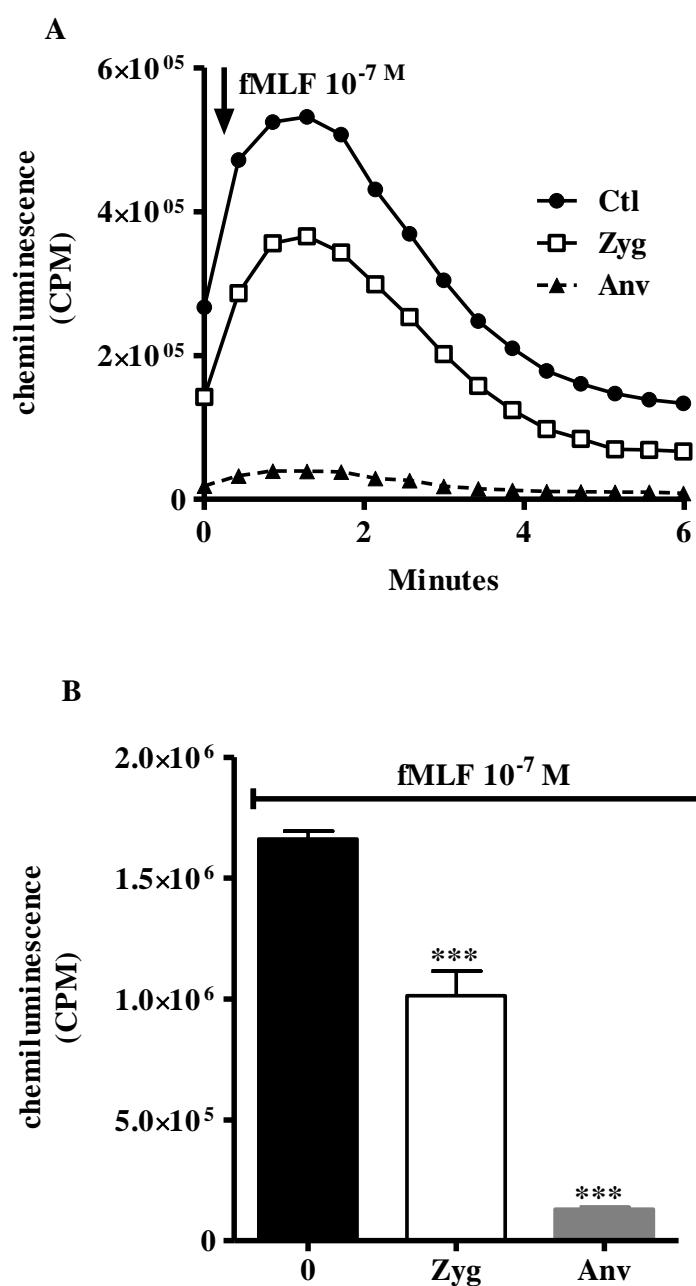 A
6×10⁰⁵
fMLF 10⁻⁷ M
4×10⁰⁵
Ctl
Zyg
Anv
2×10⁰⁵
0
chemiluminescence
(CPM)
0 2 4 6
Minutes
B
2.0×10⁶
fMLF 10⁻⁷ M
1.5×10⁶
***
1.0×10⁶
5.0×10⁵
***
0
chemiluminescence
(CPM)
0 Zyg Anv